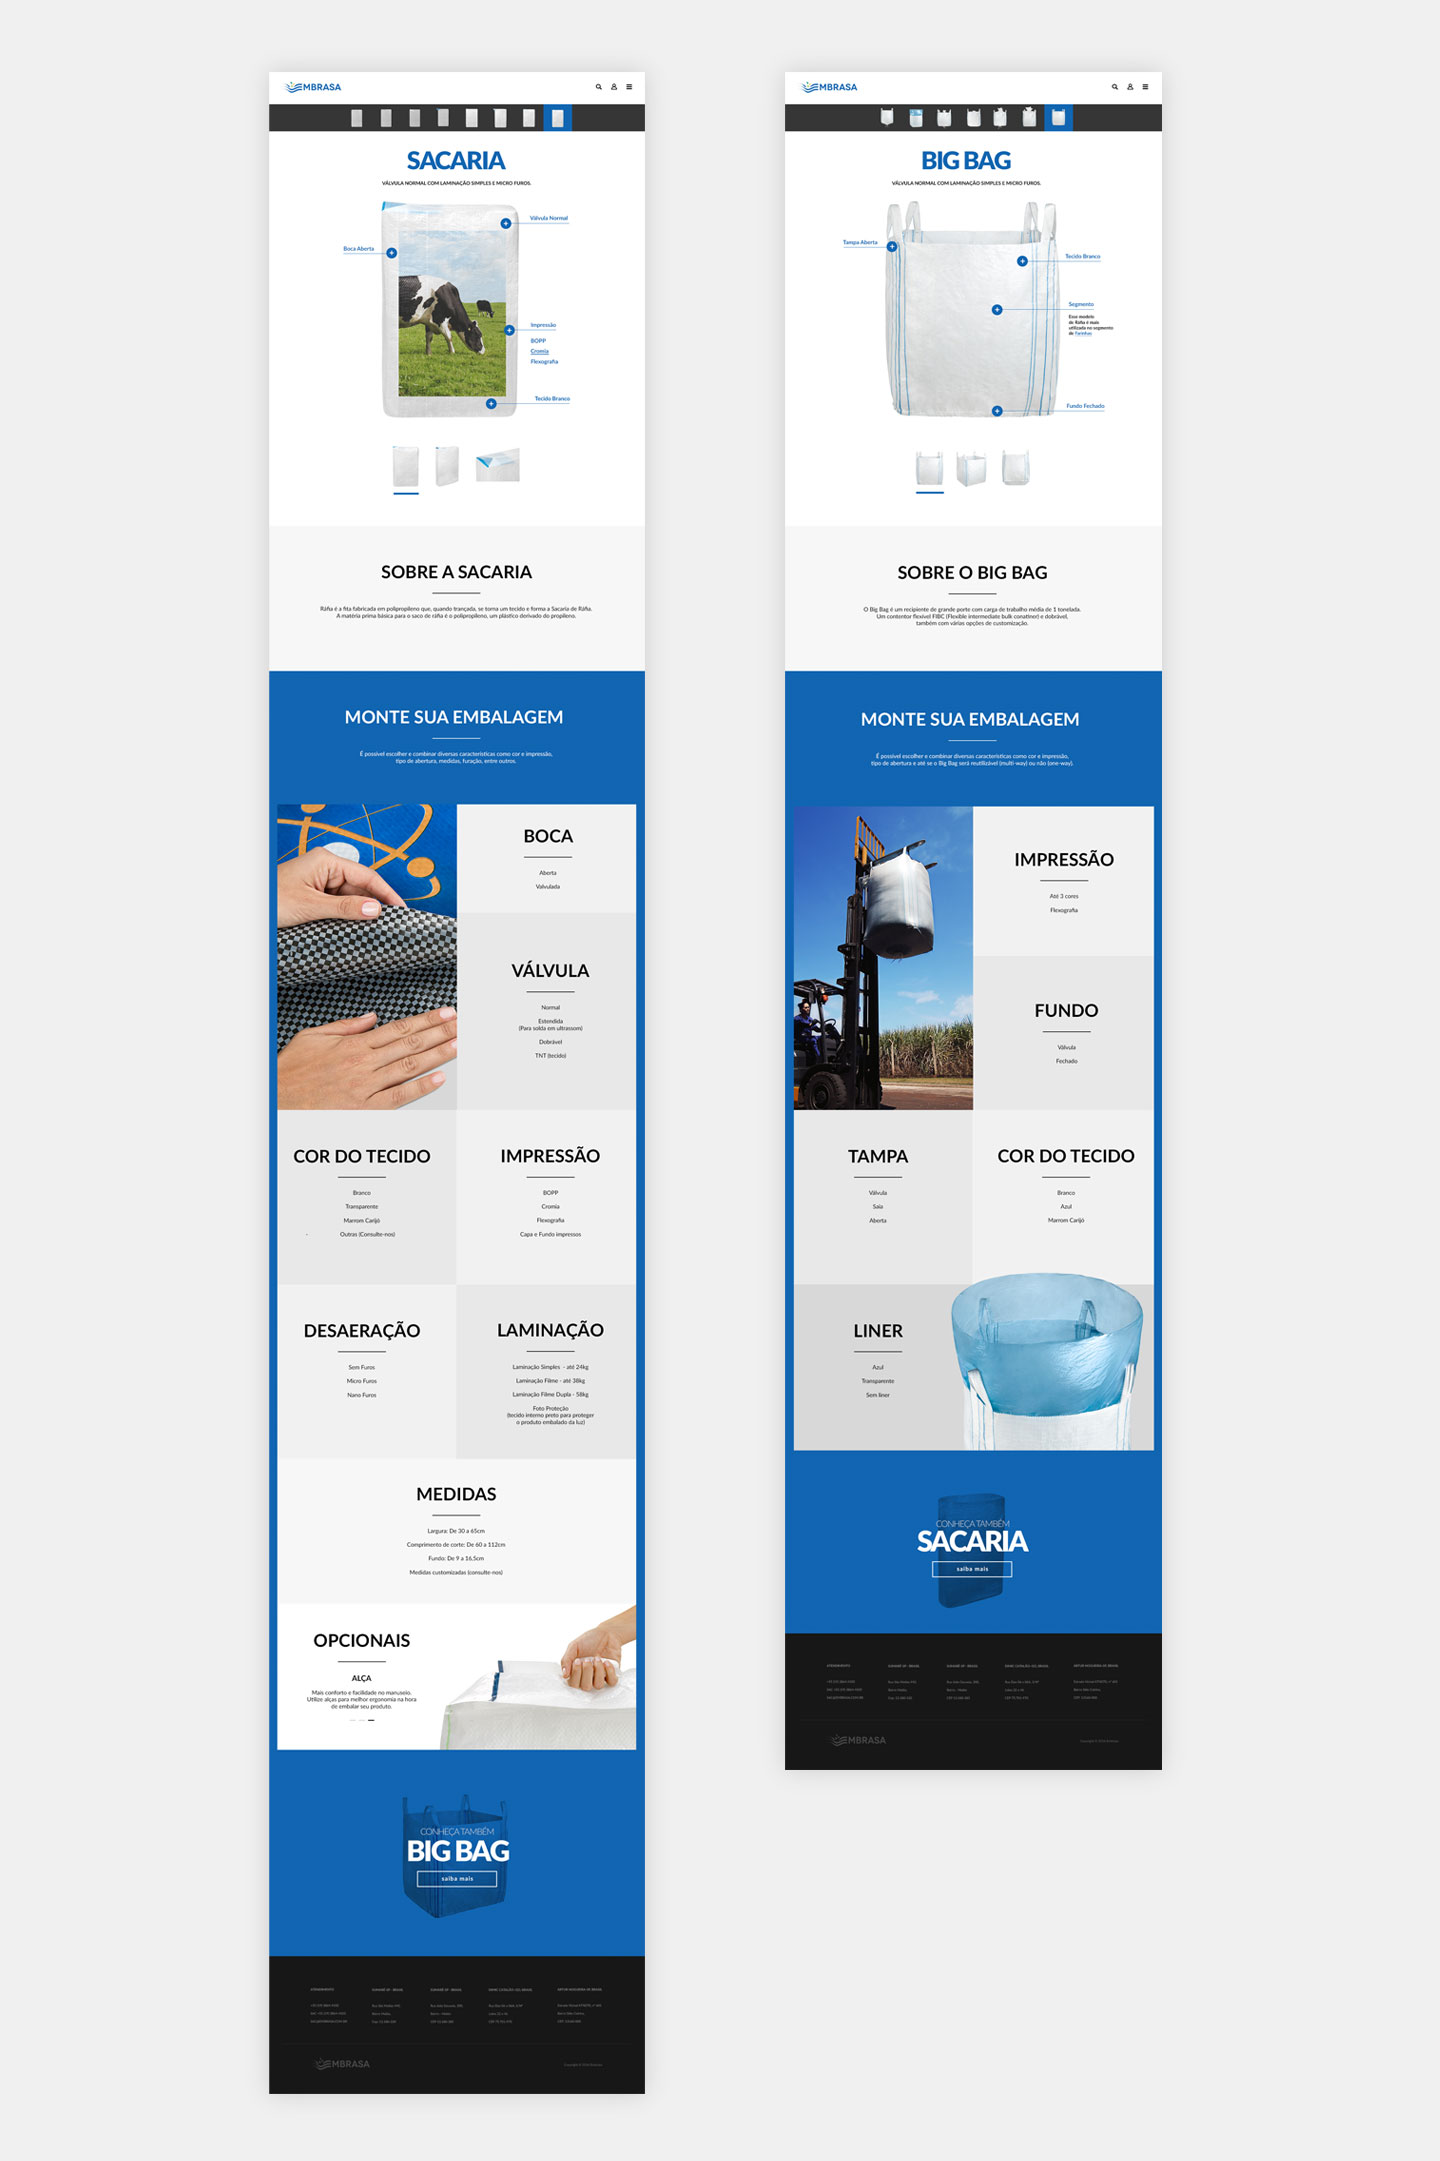 EMBRASA
SACARIA
VÁLVULA NORMAL COM LAMINAÇÃO SIMPLES E MICRO FUROS.
Válvula Normal
Boca Aberta
Impressão
BOPP
Cromia
Flexografia
Tecido Branco
SOBRE A SACARIA
Ráfia é a fita fabricada em polipropileno que, quando trançada, se torna um tecido e forma a Sacaria de Ráfia.
A matéria prima básica para o saco de ráfia é o polipropileno, um plástico derivado do propileno.
MONTE SUA EMBALAGEM
É possível escolher e combinar diversas características como cor e impressão,
tipo de abertura, medidas, furação, entre outros.
BOCA
Aberta
Valvulada
VÁLVULA
Normal
Estendida
(Para solda em ultrassom)
Dobrável
TNT (tecido)
COR DO TECIDO
Branco
Transparente
Marrom Carijó
- Outras (Consulte-nos)
IMPRESSÃO
BOPP
Cromia
Flexografia
Capa e Fundo impressos
DESAERAÇÃO
Sem Furos
Micro Furos
Nano Furos
LAMINAÇÃO
Laminação Simples - até 24kg
Laminação Filme - até 38kg
Laminação Filme Dupla - 58kg
Foto Proteção
(tecido interno preto para proteger
o produto embalado da luz)
MEDIDAS
Largura: De 30 a 65cm
Comprimento de corte: De 60 a 112cm
Fundo: De 9 a 16,5cm
Medidas customizadas (consulte-nos)
OPCIONAIS
ALÇA
Mais conforto e facilidade no manuseio.
Utilize alças para melhor ergonomia na hora
de embalar seu produto.
CONHEÇA TAMBÉM
BIG BAG
saiba mais
ATENDIMENTO
EMBRASA
EMBRASA
BIG BAG
VÁLVULA NORMAL COM LAMINAÇÃO SIMPLES E MICRO FUROS.
Tampa Aberta
Tecido Branco
Segmento
Esse modelo
de Ráfia é mais
utilizada no segmento
de Farinhas
Fundo Fechado
SOBRE O BIG BAG
O Big Bag é um recipiente de grande porte com carga de trabalho média de 1 tonelada.
Um contentor flexível FIBC (Flexible intermediate bulk conatiner) e dobrável,
também com várias opções de customização.
MONTE SUA EMBALAGEM
É possível escolher e combinar diversas características como cor e impressão,
tipo de abertura e até se o Big Bag será reutilizável (multi-way) ou não (one-way).
IMPRESSÃO
Até 3 cores
Flexografia
FUNDO
Válvula
Fechado
TAMPA
Válvula
Saia
Aberta
COR DO TECIDO
Branco
Azul
Marrom Carijó
LINER
Azul
Transparente
Sem liner
CONHEÇA TAMBÉM
SACARIA
saiba mais
ATENDIMENTO
EMBRASA